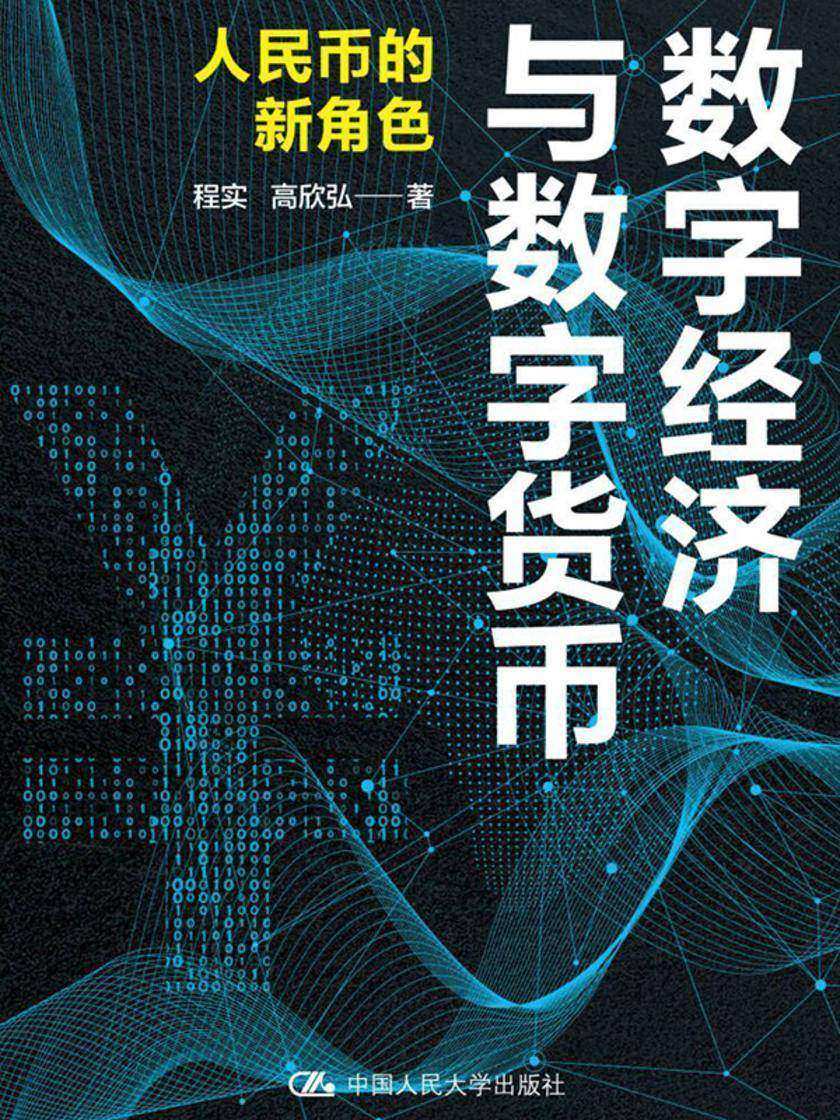 数字经济
与数字货币
人民币的
新角色
程实 高欣弘——著
中国人民大学出版社